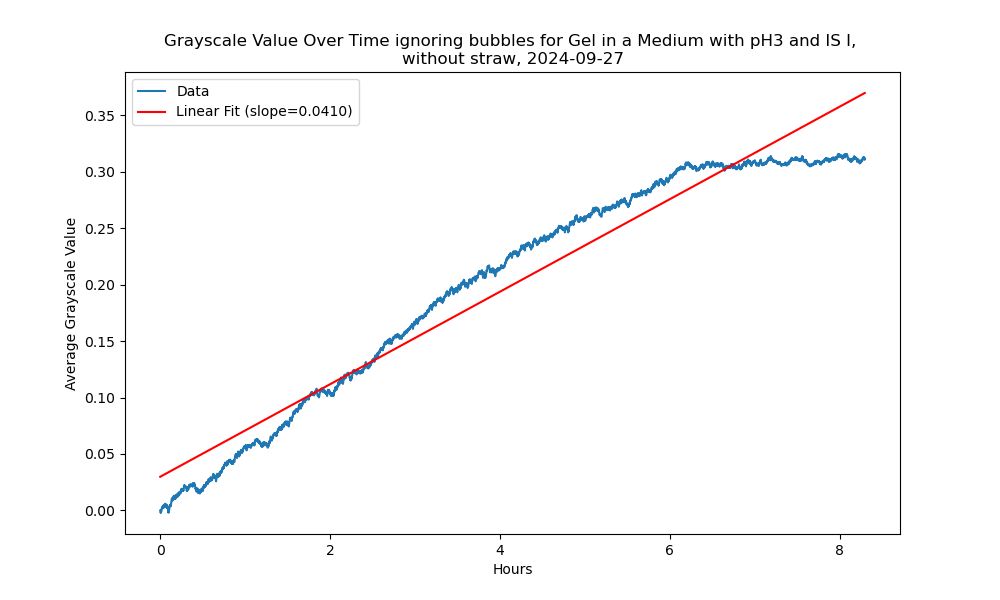 Grayscale Value Over Time ignoring bubbles for Gel in a Medium with pH3 and IS I,
without straw, 2024-09-27
Data
Linear Fit (slope=0.0410)
0.35
0.30
0.25
0.20
0.15
0.10
0.05
0.00
Average Grayscale Value
0 2 4 6 8
Hours